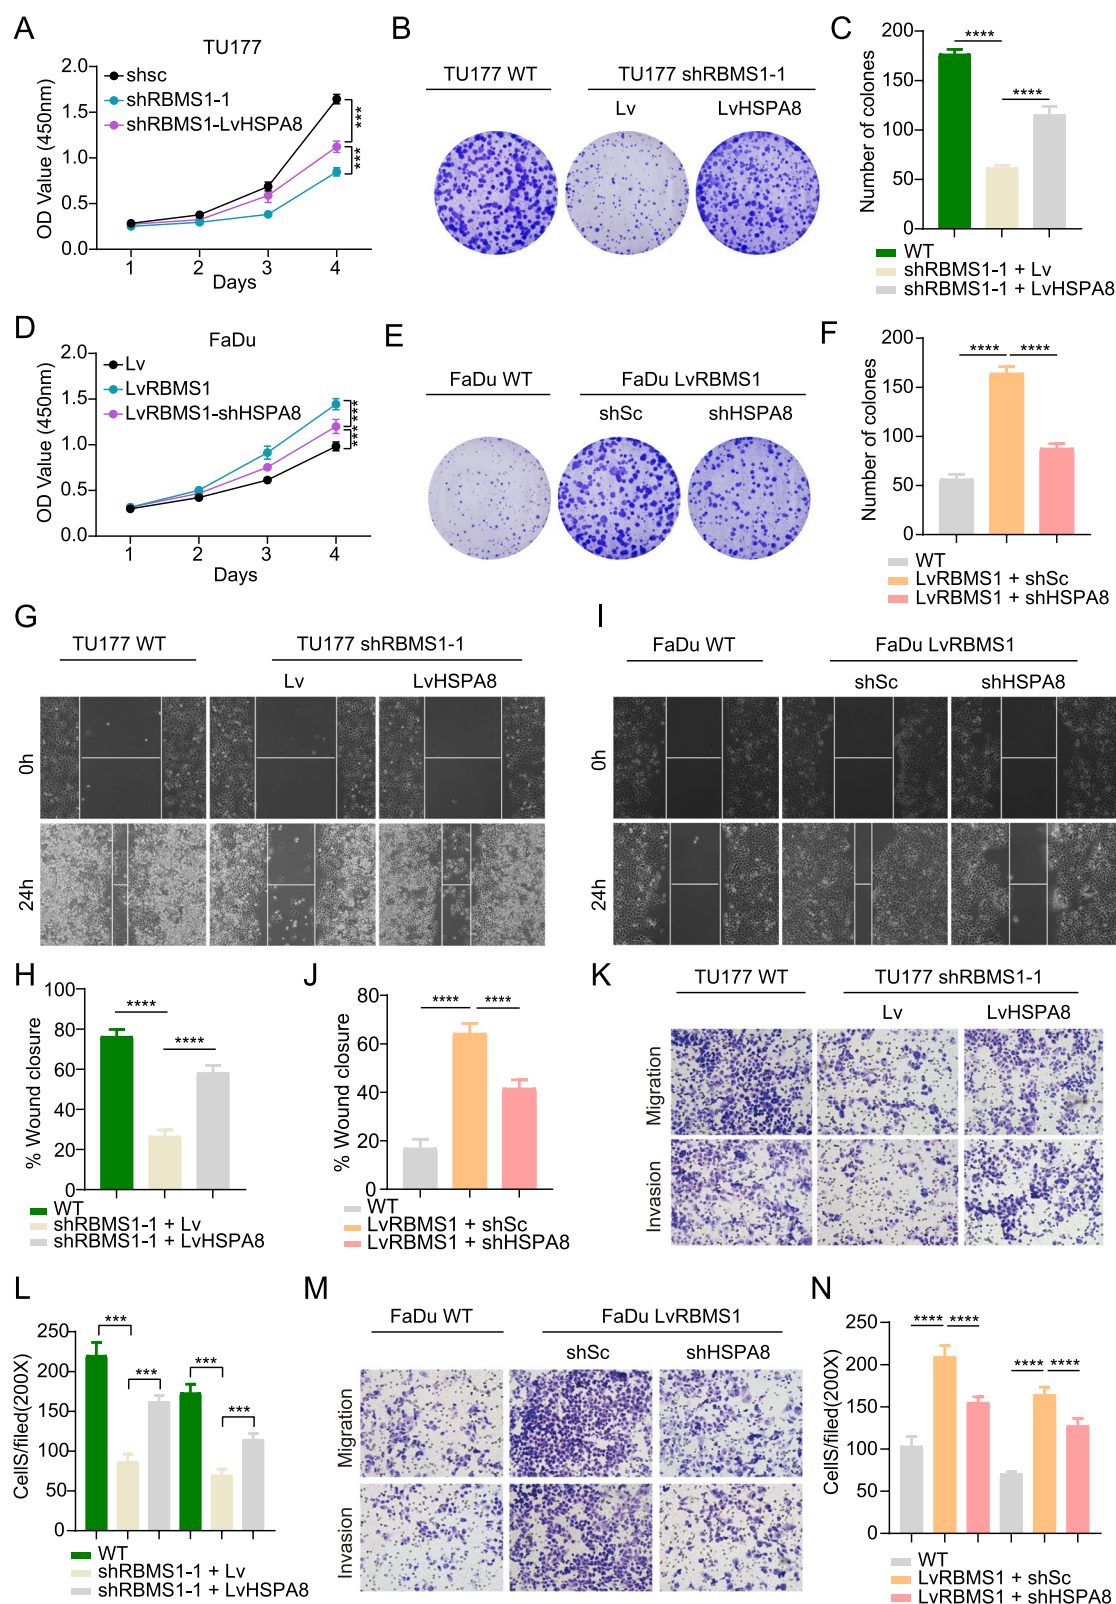 A
TU177
2.0
1.5
1.0
0.5
0.0
OD Value (450nm)
shsc
shRBMS1-1
shRBMS1-LvHSPA8
***
***
1 2 3 4
Days
B
TU177 WT TU177 shRBMS1-1
Lv LvHSPA8
C
200
150
100
50
0
Number of colones
****
****
WT
shRBMS1-1 + Lv
shRBMS1-1 + LvHSPA8
D
FaDu
2.0
1.5
1.0
0.5
0.0
OD Value (450nm)
Lv
LvRBMS1
LvRBMS1-shHSPA8
***
***
1 2 3 4
Days
E
FaDu WT FaDu LvRBMS1
shSc shHSPA8
F
200
150
100
50
0
Number of colones
**** ****
WT
LvRBMS1 + shSc
LvRBMS1 + shHSPA8
G
TU177 WT TU177 shRBMS1-1
Lv LvHSPA8
0h
24h
I
FaDu WT FaDu LvRBMS1
shSc shHSPA8
0h
24h
H
100
80
60
40
20
0
% Wound closure
****
****
WT
shRBMS1-1 + Lv
shRBMS1-1 + LvHSPA8
J
80
60
40
20
0
% Wound closure
**** ****
WT
LvRBMS1 + shSc
LvRBMS1 + shHSPA8
K
TU177 WT TU177 shRBMS1-1
Lv LvHSPA8
Migration
Invasion
L
250
200
150
100
50
0
CellS/filed(200X)
***
***
***
***
WT
shRBMS1-1 + Lv
shRBMS1-1 + LvHSPA8
M
FaDu WT FaDu LvRBMS1
shSc shHSPA8
Migration
Invasion
N
250
200
150
100
50
0
CellS/filed(200X)
**** ****
**** ****
WT
LvRBMS1 + shSc
LvRBMS1 + shHSPA8